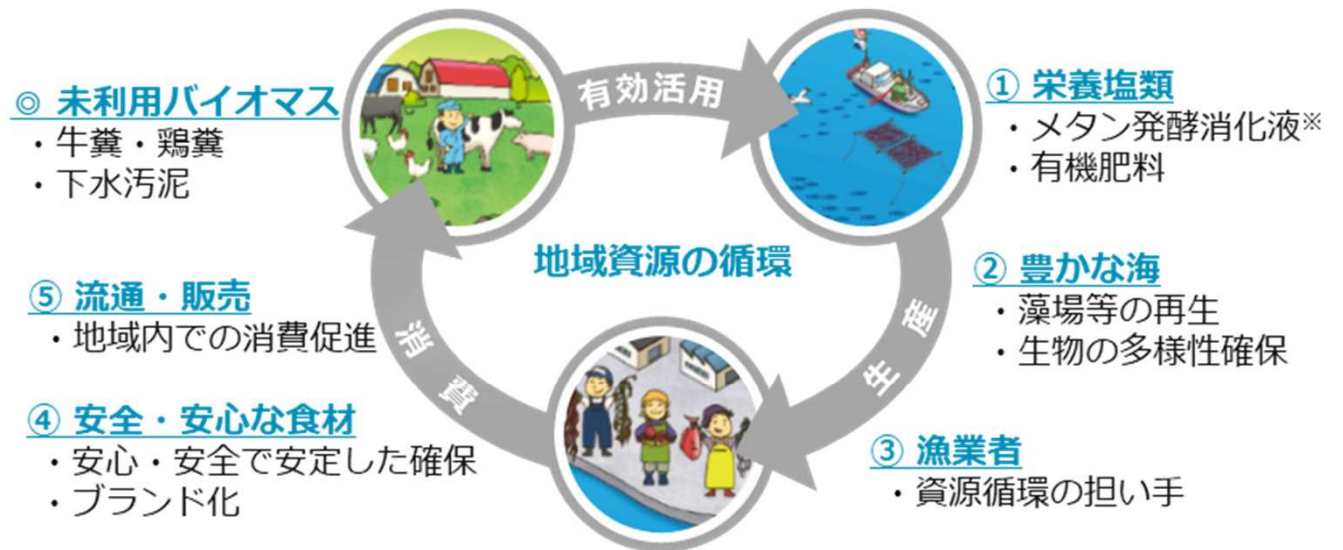 ◎ 未利用バイオマス
・牛糞・鶏糞
・下水汚泥
有効活用
① 栄養塩類
・メタン発酵消化液※
・有機肥料
地域資源の循環
② 豊かな海
・藻場等の再生
・生物の多様性確保
生産
③ 漁業者
・資源循環の担い手
④ 安全・安心な食材
・安心・安全で安定した確保
・ブランド化
⑤ 流通・販売
・地域内での消費促進
消費